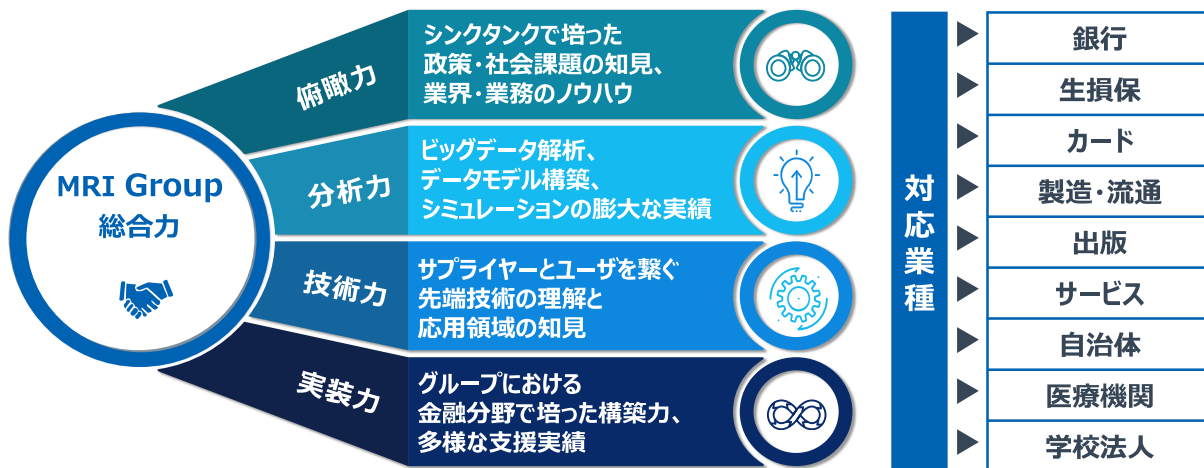 MRI Group
総合力
俯瞰力
シンクタンクで培った
政策・社会課題の知見、
業界・業務のノウハウ
分析力
ビッグデータ解析、
データモデル構築、
シミュレーションの膨大な実績
技術力
サプライヤーとユーザを繋ぐ
先端技術の理解と
応用領域の知見
実装力
グループにおける
金融分野で培った構築力、
多様な支援実績
対応業種
銀行
生損保
カード
製造・流通
出版
サービス
自治体
医療機関
学校法人